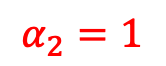 α₂ = 1